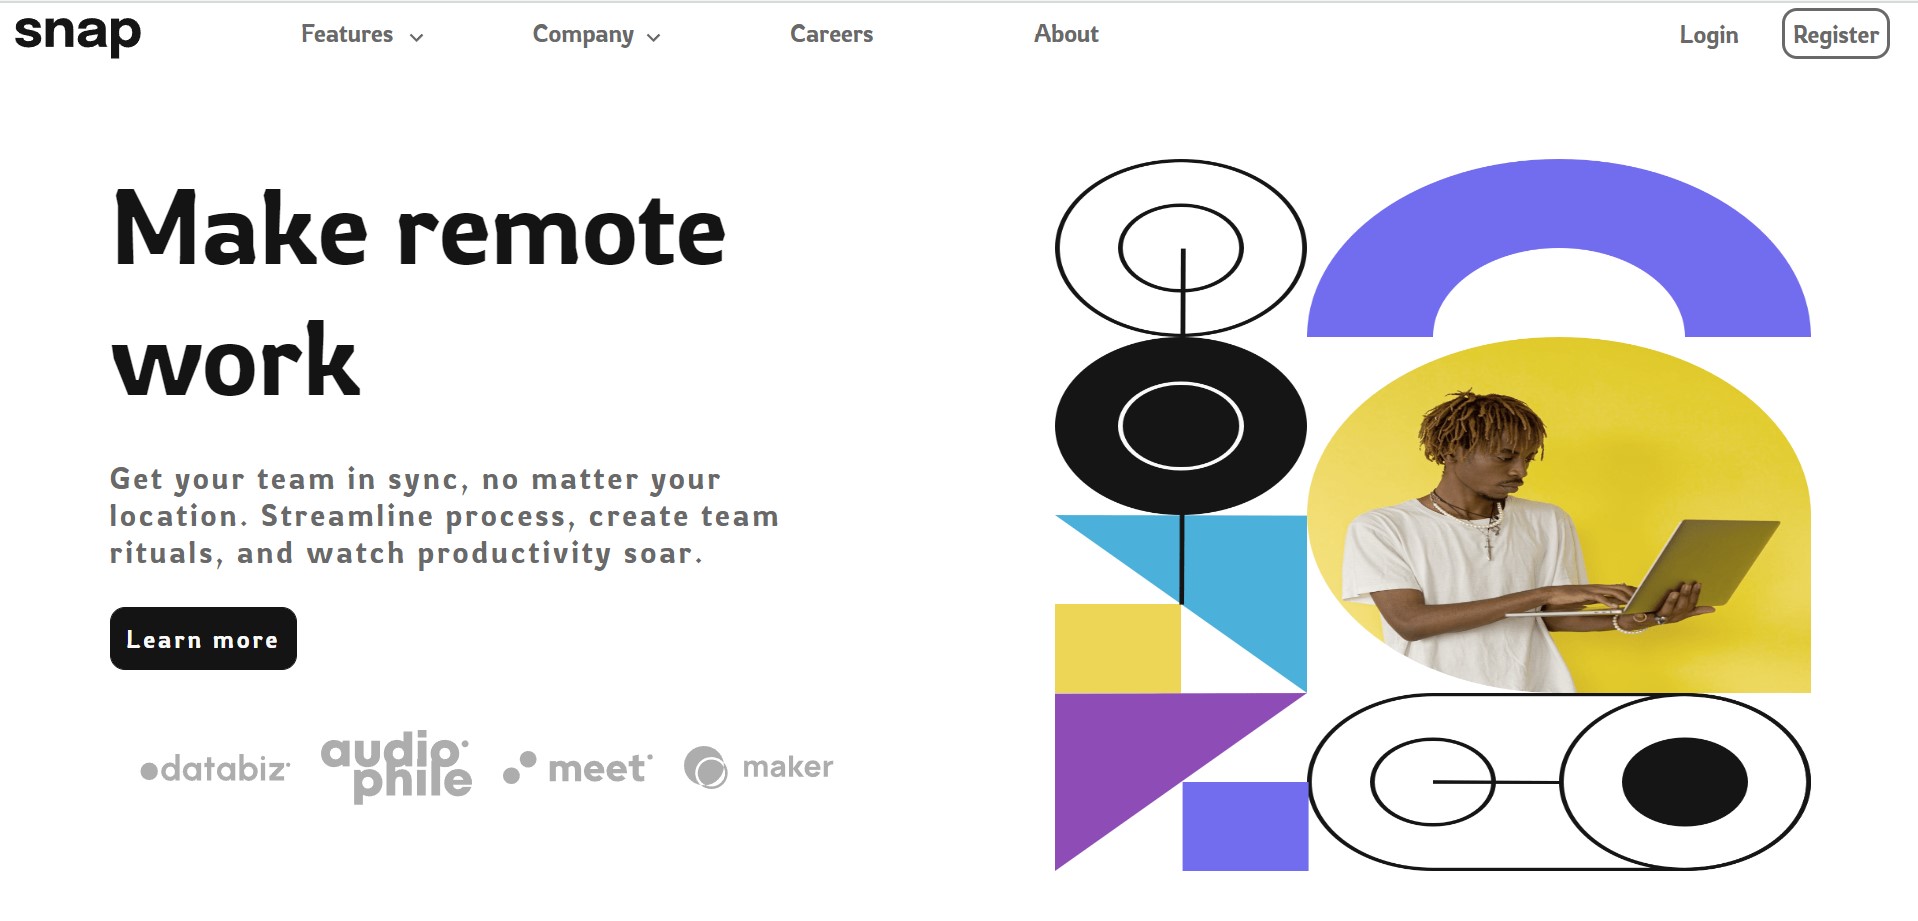 snap
Features
Company
Careers
About
Login
Register
Make remote
work
Get your team in sync, no matter your
location. Streamline process, create team
rituals, and watch productivity soar.
Learn more
databiz
audio
phile
meet
maker